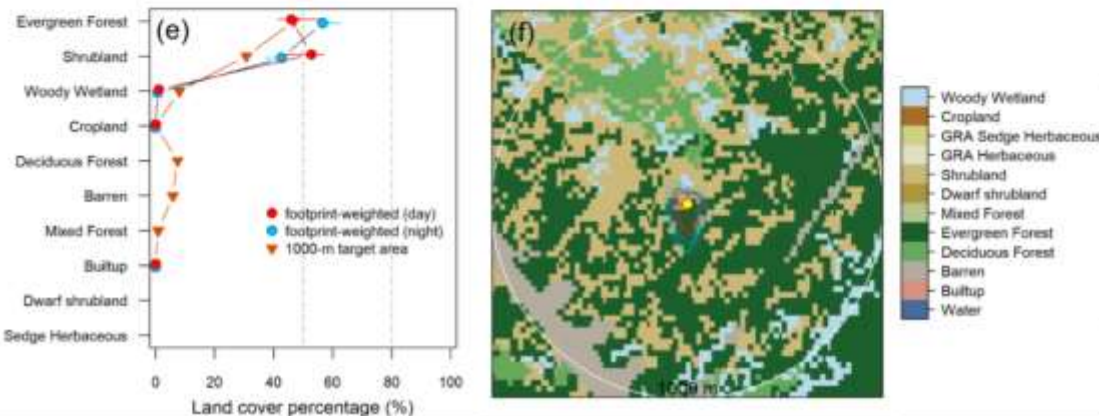 (e)
Evergreen Forest
Shrubland
Woody Wetland
Cropland
Deciduous Forest
Barren
Mixed Forest
Builtup
Dwarf shrubland
Sedge Herbaceous
footprint-weighted (day)
footprint-weighted (night)
1000-m target area
0 20 40 60 80 100
Land cover percentage (%)
(f)
1000 m
Woody Wetland
Cropland
GRA Sedge Herbaceous
GRA Herbaceous
Shrubland
Dwarf shrubland
Mixed Forest
Evergreen Forest
Deciduous Forest
Barren
Builtup
Water